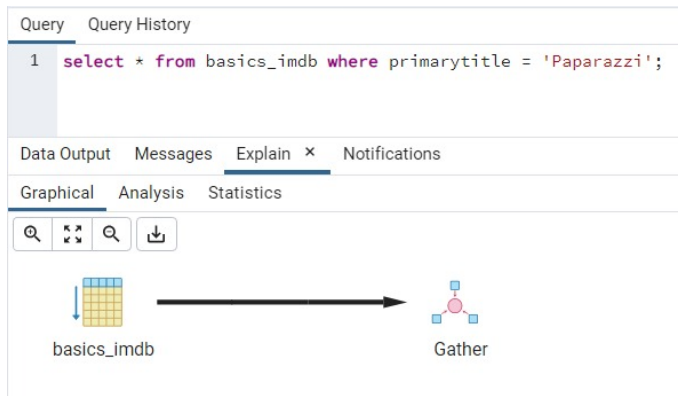 Query Query History
1 select * from basics_imdb where primarytitle = 'Paparazzi';
Data Output Messages Explain × Notifications
Graphical Analysis Statistics
basics_imdb Gather